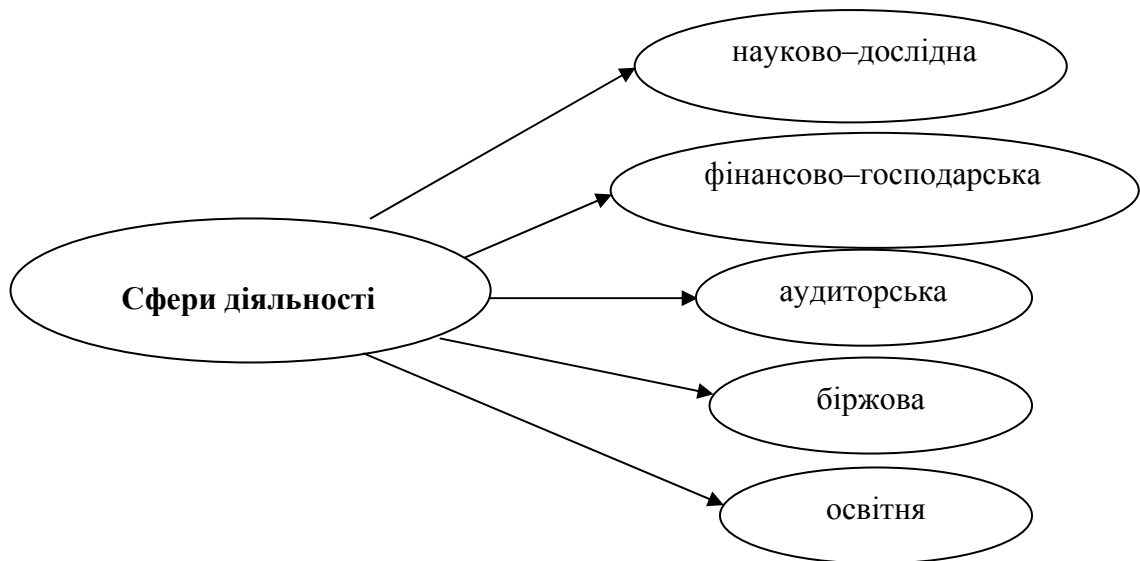 науково–дослідна
фінансово–господарська
Сфери діяльності
аудиторська
біржова
освітня